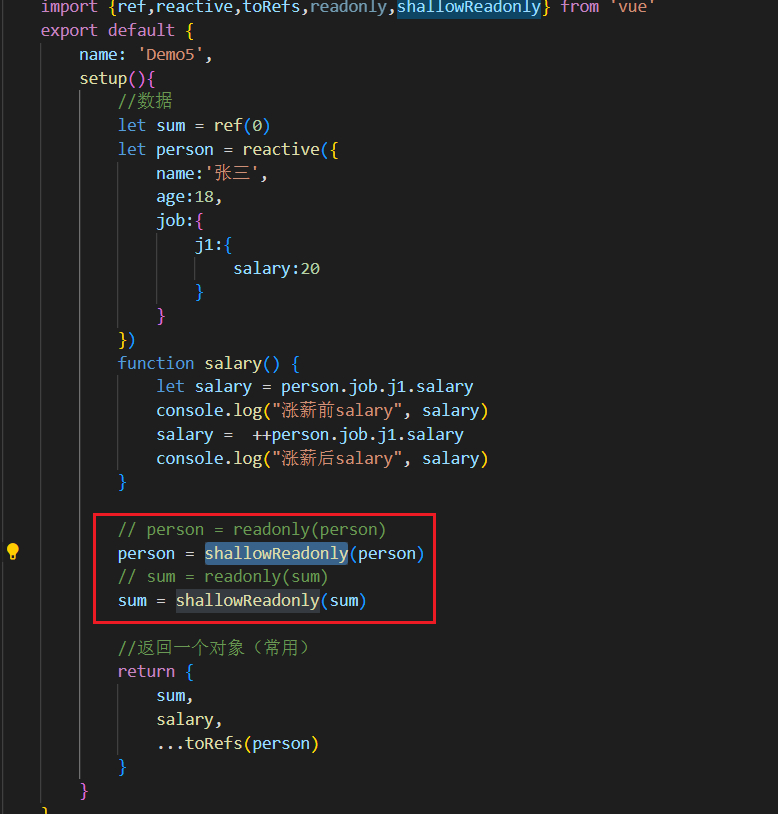 import {ref,reactive,toRefs,readonly,shallowReadonly} from 'vue'
export default {
    name: 'Demo5',
    setup(){
        //数据
        let sum = ref(0)
        let person = reactive({
            name:'张三',
            age:18,
            job:{
                j1:{
                    salary:20
                }
            }
        })
        function salary() {
            let salary = person.job.j1.salary
            console.log("涨薪前salary", salary)
            salary =  ++person.job.j1.salary
            console.log("涨薪后salary", salary)
        }
        // person = readonly(person)
        person = shallowReadonly(person)
        // sum = readonly(sum)
        sum = shallowReadonly(sum)
        //返回一个对象（常用）
        return {
            sum,
            salary,
            ...toRefs(person)
        }
    }
}